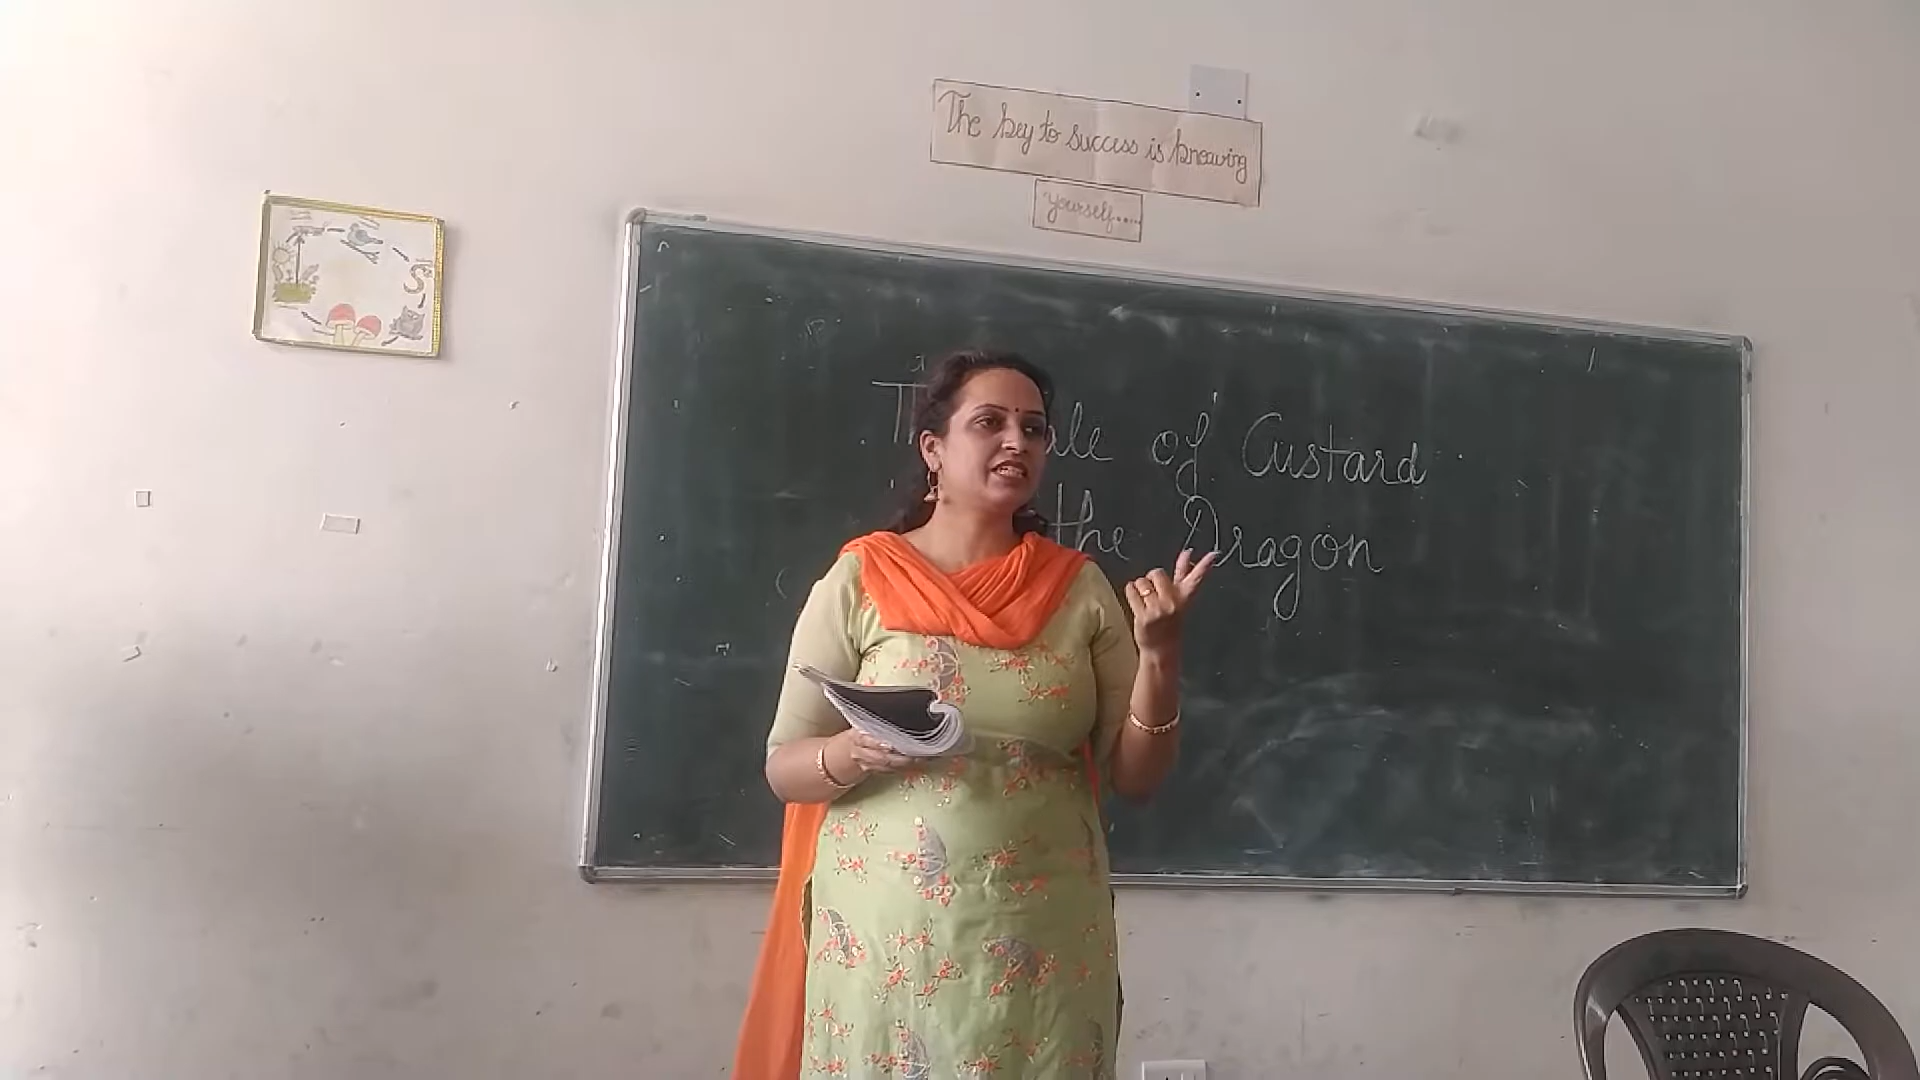 The key to success is knowing
yourself.....
of Custard
the Dragon